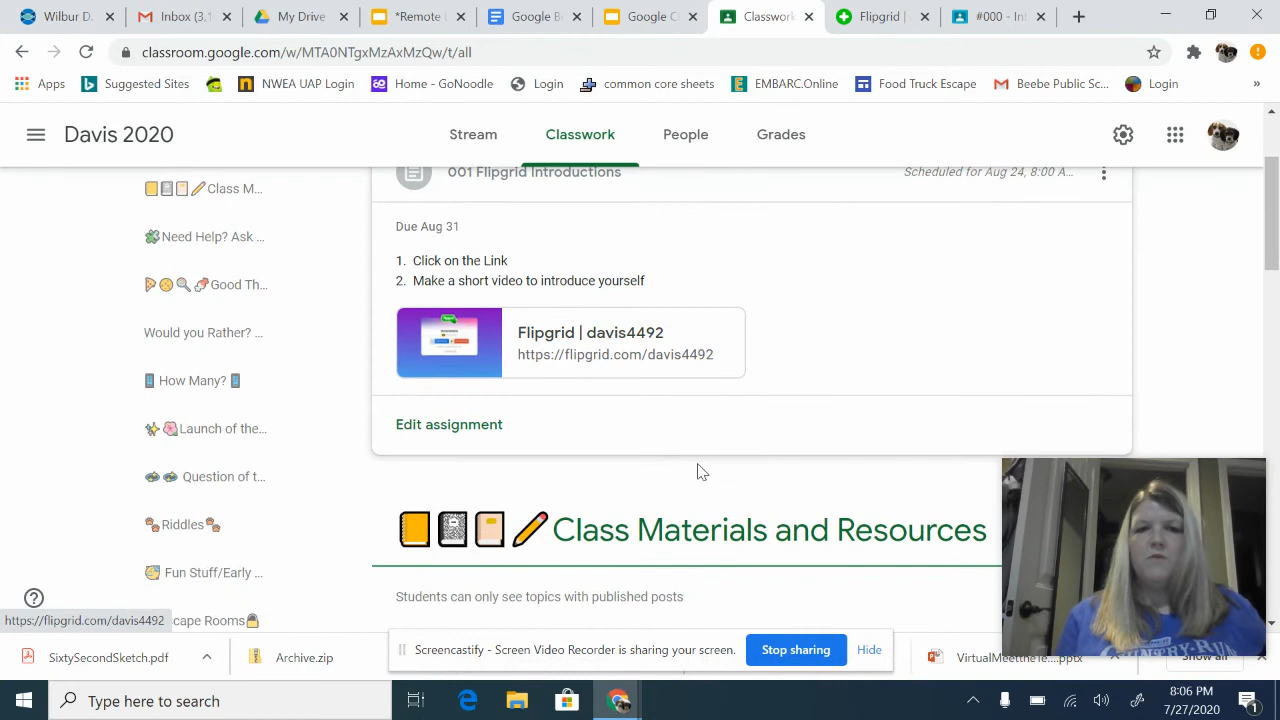 Wilbur D.
Inbox (3.
My Drive
*Remote
Google B
Google C
Classwork
Flipgrid |
#000 - In
classroom.google.com/w/MTA0NTgxMzAxMzQw/t/all
Apps
Suggested Sites
NWEA UAP Login
Home - GoNoodle
Login
common core sheets
EMBARC.Online
Food Truck Escape
Beebe Public Sc...
Login
»
Davis 2020
Stream
Classwork
People
Grades
Class M...
Need Help? Ask ...
Good Th...
Would you Rather? ...
How Many?
Launch of the...
Question of t...
Riddles
Fun Stuff/Early ...
scape Rooms
001 Flipgrid Introductions
Scheduled for Aug 24, 8:00 A...
Due Aug 31
1. Click on the Link
2. Make a short video to introduce yourself
Flipgrid | davis4492
https://flipgrid.com/davis4492
Edit assignment
Class Materials and Resources
Students can only see topics with published posts
https://flipgrid.com/davis4492
Screencastify - Screen Video Recorder is sharing your screen.
Stop sharing
Hide
SixtySecondSketch.pdf
Archive.zip
VirtualMeettheTe....pptx
Show all
COUNTRY-RUN
Type here to search
8:06 PM
7/27/2020
1